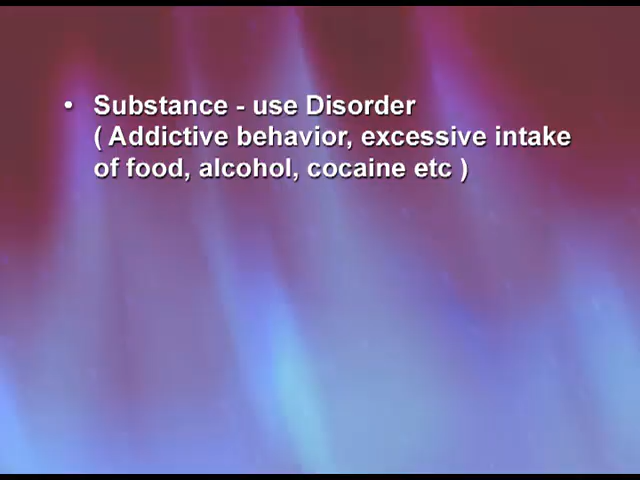 • Substance - use Disorder
( Addictive behavior, excessive intake
of food, alcohol, cocaine etc )